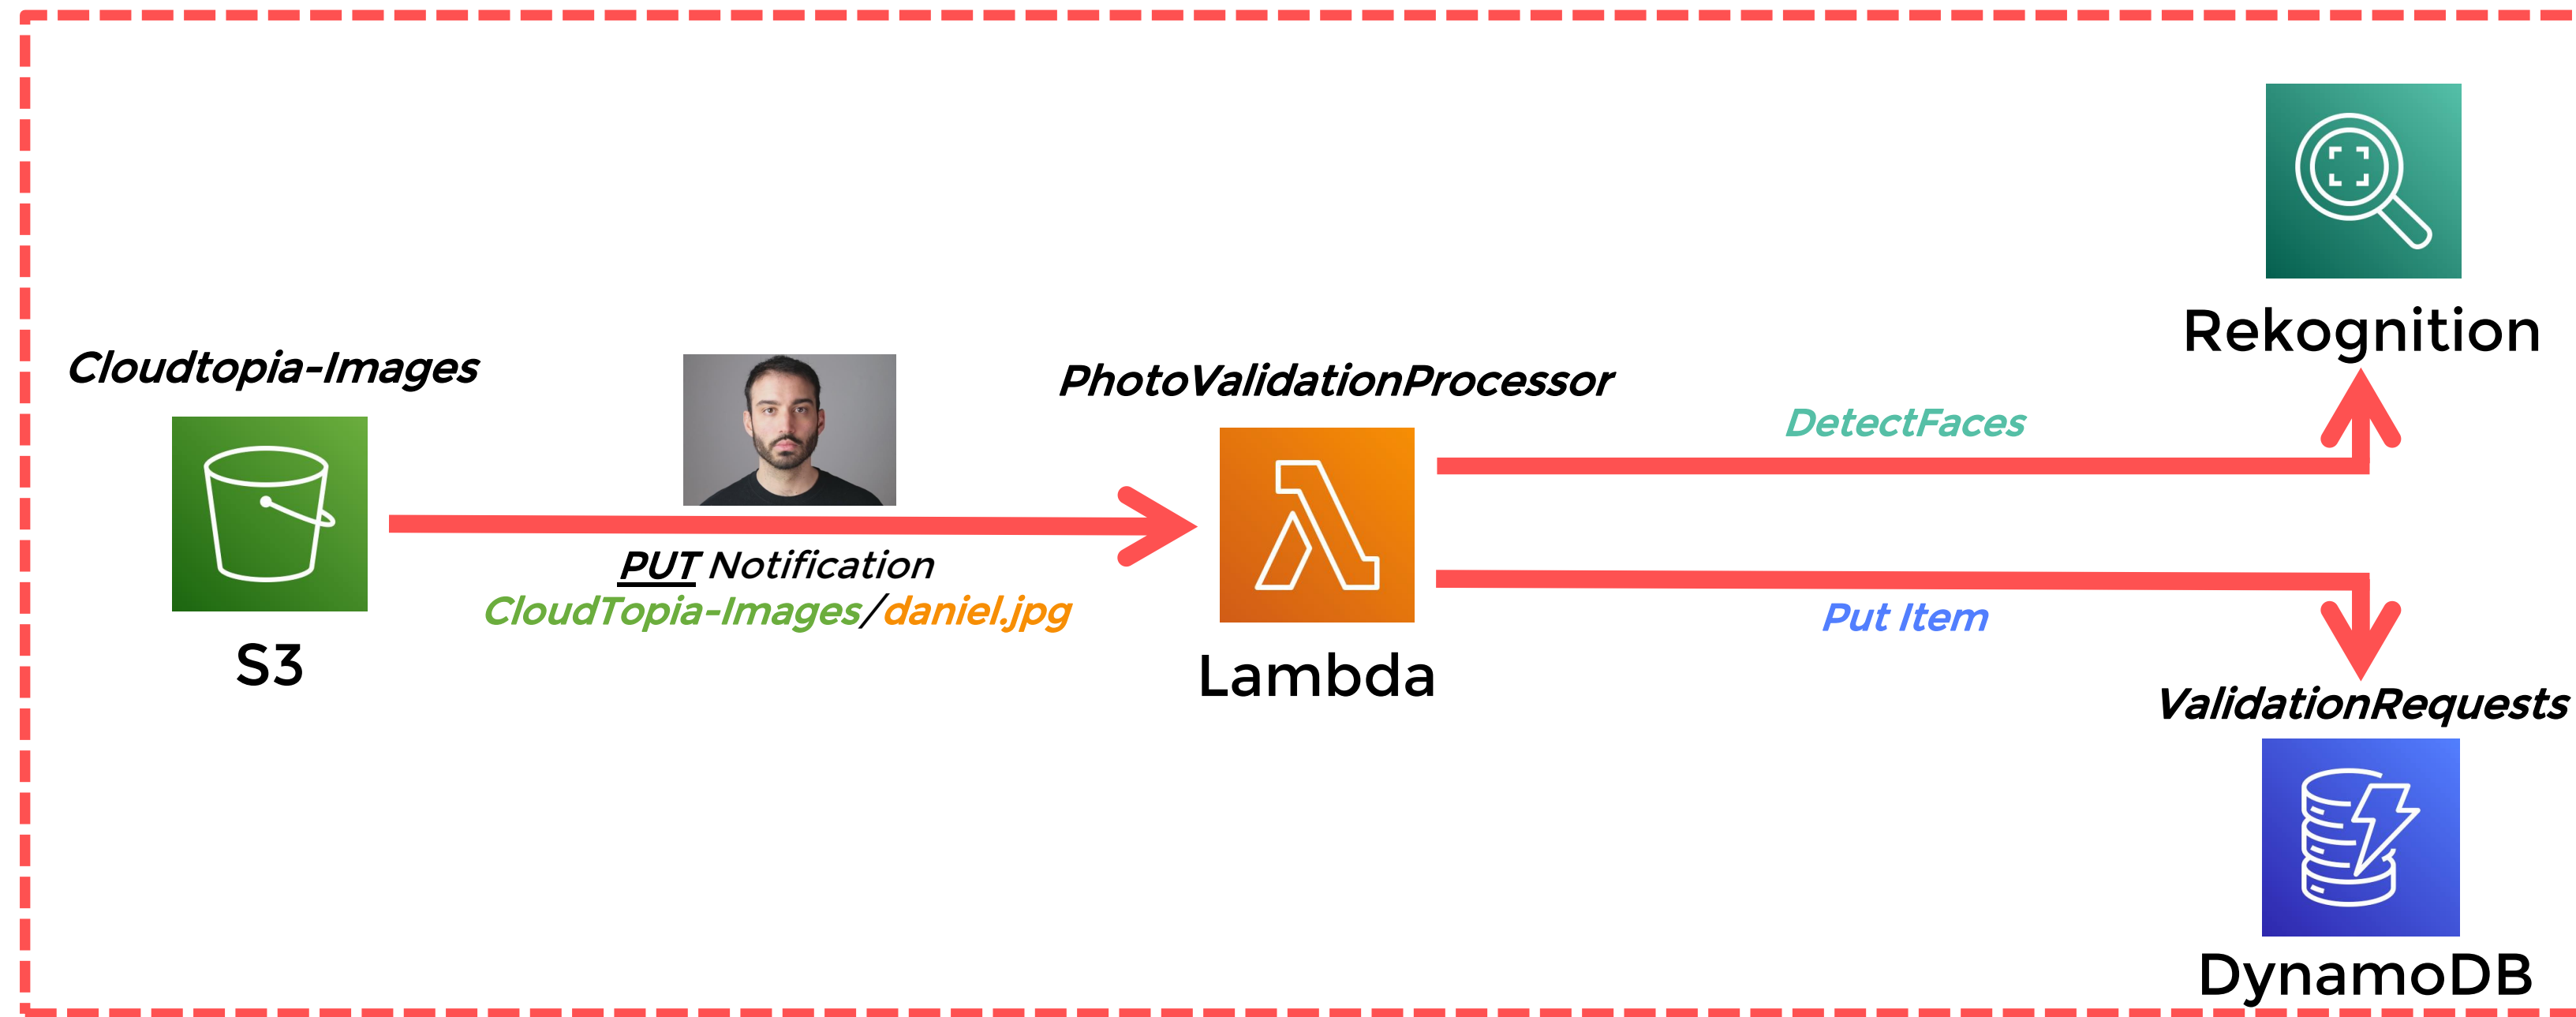 Cloudtopia-Images
S3
PUT Notification
CloudTopia-Images/daniel.jpg
PhotoValidationProcessor
Lambda
DetectFaces
Rekognition
Put Item
ValidationRequests
DynamoDB